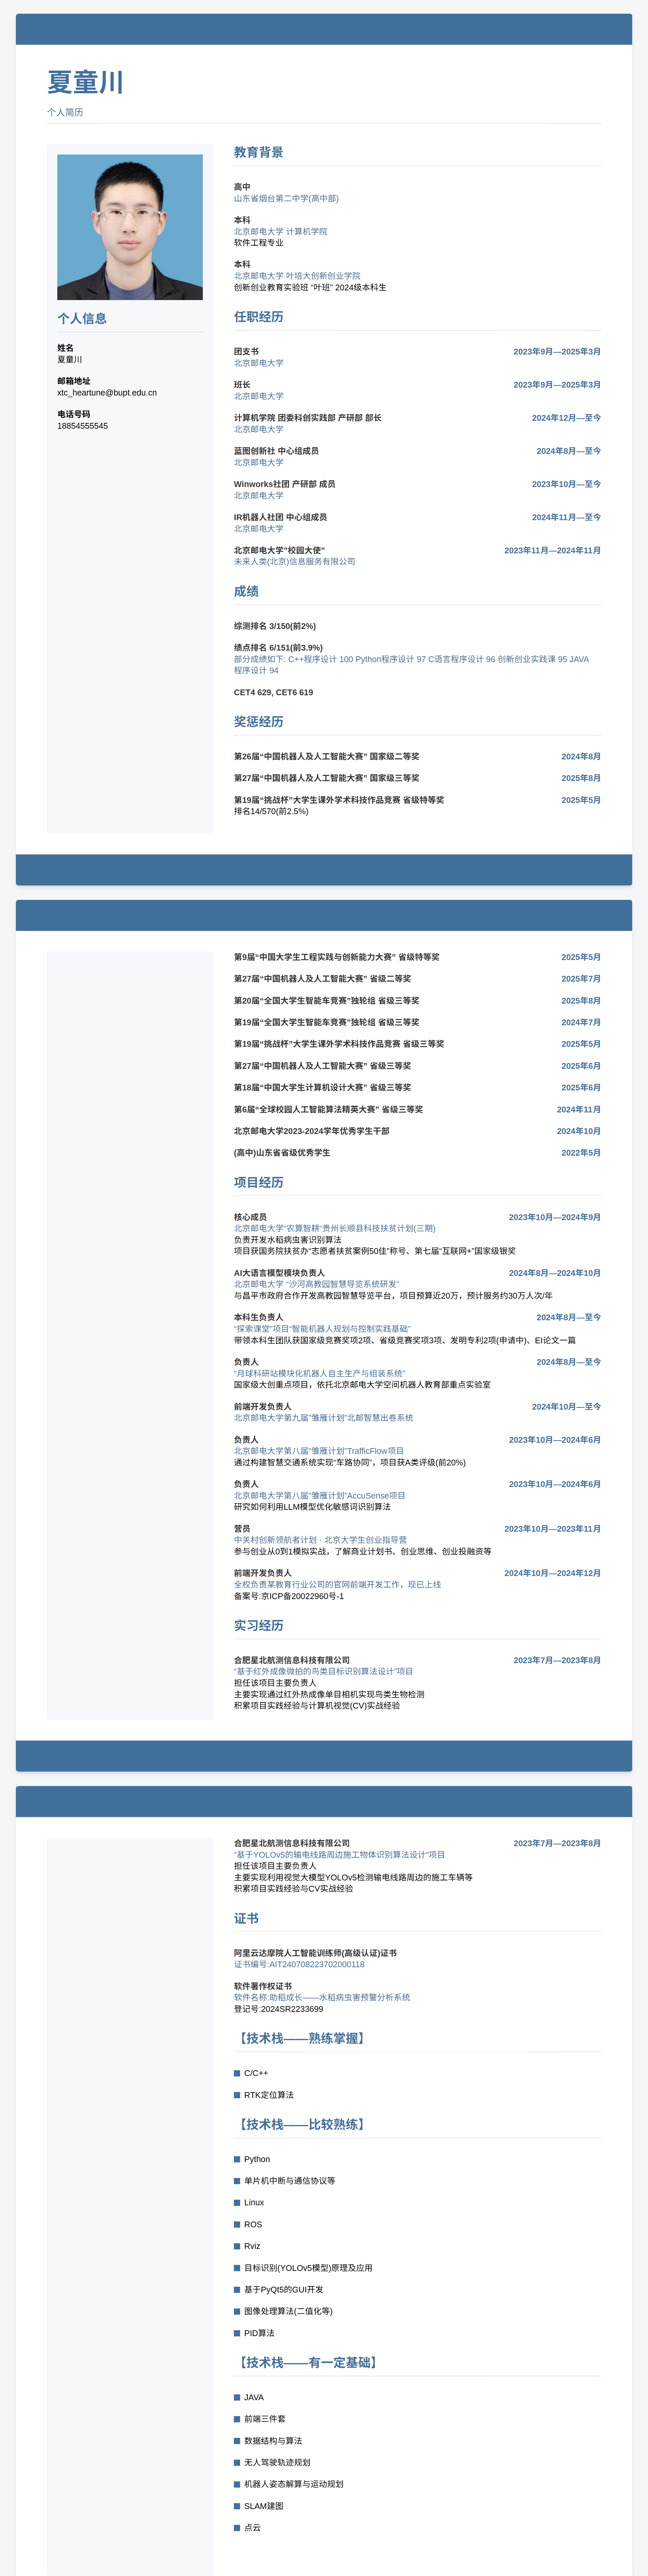 夏童川
个人简历
个人信息
姓名
夏童川
邮箱地址
xtc_heartune@bupt.edu.cn
电话号码
18854555545
教育背景
高中
山东省烟台第二中学(高中部)
本科
北京邮电大学 计算机学院
软件工程专业
本科
北京邮电大学 叶培大创新创业学院
创新创业教育实验班 “叶班” 2024级本科生
任职经历
团支书 2023年9月—2025年3月
北京邮电大学
班长 2023年9月—2025年3月
北京邮电大学
计算机学院 团委科创实践部 产研部 部长 2024年12月—至今
北京邮电大学
蓝图创新社 中心组成员 2024年8月—至今
北京邮电大学
Winworks社团 产研部 成员 2023年10月—至今
北京邮电大学
IR机器人社团 中心组成员 2024年11月—至今
北京邮电大学
北京邮电大学“校园大使” 2023年11月—2024年11月
未来人类(北京)信息服务有限公司
成绩
综测排名 3/150(前2%)
绩点排名 6/151(前3.9%)
部分成绩如下: C++程序设计 100 Python程序设计 97 C语言程序设计 96 创新创业实践课 95 JAVA
程序设计 94
CET4 629, CET6 619
奖惩经历
第26届“中国机器人及人工智能大赛” 国家级二等奖 2024年8月
第27届“中国机器人及人工智能大赛” 国家级三等奖 2025年8月
第19届“挑战杯”大学生课外学术科技作品竞赛 省级特等奖 2025年5月
排名14/570(前2.5%)
第9届“中国大学生工程实践与创新能力大赛” 省级特等奖 2025年5月
第27届“中国机器人及人工智能大赛” 省级二等奖 2025年7月
第20届“全国大学生智能车竞赛”独轮组 省级三等奖 2025年8月
第19届“全国大学生智能车竞赛”独轮组 省级三等奖 2024年7月
第19届“挑战杯”大学生课外学术科技作品竞赛 省级三等奖 2025年5月
第27届“中国机器人及人工智能大赛” 省级三等奖 2025年6月
第18届“中国大学生计算机设计大赛” 省级三等奖 2025年6月
第6届“全球校园人工智能算法精英大赛” 省级三等奖 2024年11月
北京邮电大学2023-2024学年优秀学生干部 2024年10月
(高中)山东省省级优秀学生 2022年5月
项目经历
核心成员 2023年10月—2024年9月
北京邮电大学“农算智耕”贵州长顺县科技扶贫计划(三期)
负责开发水稻病虫害识别算法
项目获国务院扶贫办“志愿者扶贫案例50佳”称号、第七届“互联网+”国家级银奖
AI大语言模型模块负责人 2024年8月—2024年10月
北京邮电大学 “沙河高教园智慧导览系统研发”
与昌平市政府合作开发高教园智慧导览平台，项目预算近20万，预计服务约30万人次/年
本科生负责人 2024年8月—至今
“探索课堂”项目“智能机器人规划与控制实践基础”
带领本科生团队获国家级竞赛奖项2项、省级竞赛奖项3项、发明专利2项(申请中)、EI论文一篇
负责人 2024年8月—至今
“月球科研站模块化机器人自主生产与组装系统”
国家级大创重点项目，依托北京邮电大学空间机器人教育部重点实验室
前端开发负责人 2024年10月—至今
北京邮电大学第九届“雏雁计划”北邮智慧出卷系统
负责人 2023年10月—2024年6月
北京邮电大学第八届“雏雁计划”TrafficFlow项目
通过构建智慧交通系统实现“车路协同”，项目获A类评级(前20%)
负责人 2023年10月—2024年6月
北京邮电大学第八届“雏雁计划”AccuSense项目
研究如何利用LLM模型优化敏感词识别算法
营员 2023年10月—2023年11月
中关村创新领航者计划 · 北京大学生创业指导营
参与创业从0到1模拟实战，了解商业计划书、创业思维、创业投融资等
前端开发负责人 2024年10月—2024年12月
全权负责某教育行业公司的官网前端开发工作，现已上线
备案号:京ICP备20022960号-1
实习经历
合肥星北航测信息科技有限公司 2023年7月—2023年8月
“基于红外成像微拍的鸟类目标识别算法设计”项目
担任该项目主要负责人
主要实现通过红外热成像单目相机实现鸟类生物检测
积累项目实践经验与计算机视觉(CV)实战经验
合肥星北航测信息科技有限公司 2023年7月—2023年8月
“基于YOLOv5的输电线路周边施工物体识别算法设计”项目
担任该项目主要负责人
主要实现利用视觉大模型YOLOv5检测输电线路周边的施工车辆等
积累项目实践经验与CV实战经验
证书
阿里云达摩院人工智能训练师(高级认证)证书
证书编号:AIT240708223702000118
软件著作权证书
软件名称:助稻成长——水稻病虫害预警分析系统
登记号:2024SR2233699
【技术栈——熟练掌握】
C/C++
RTK定位算法
【技术栈——比较熟练】
Python
单片机中断与通信协议等
Linux
ROS
Rviz
目标识别(YOLOv5模型)原理及应用
基于PyQt5的GUI开发
图像处理算法(二值化等)
PID算法
【技术栈——有一定基础】
JAVA
前端三件套
数据结构与算法
无人驾驶轨迹规划
机器人姿态解算与运动规划
SLAM建图
点云